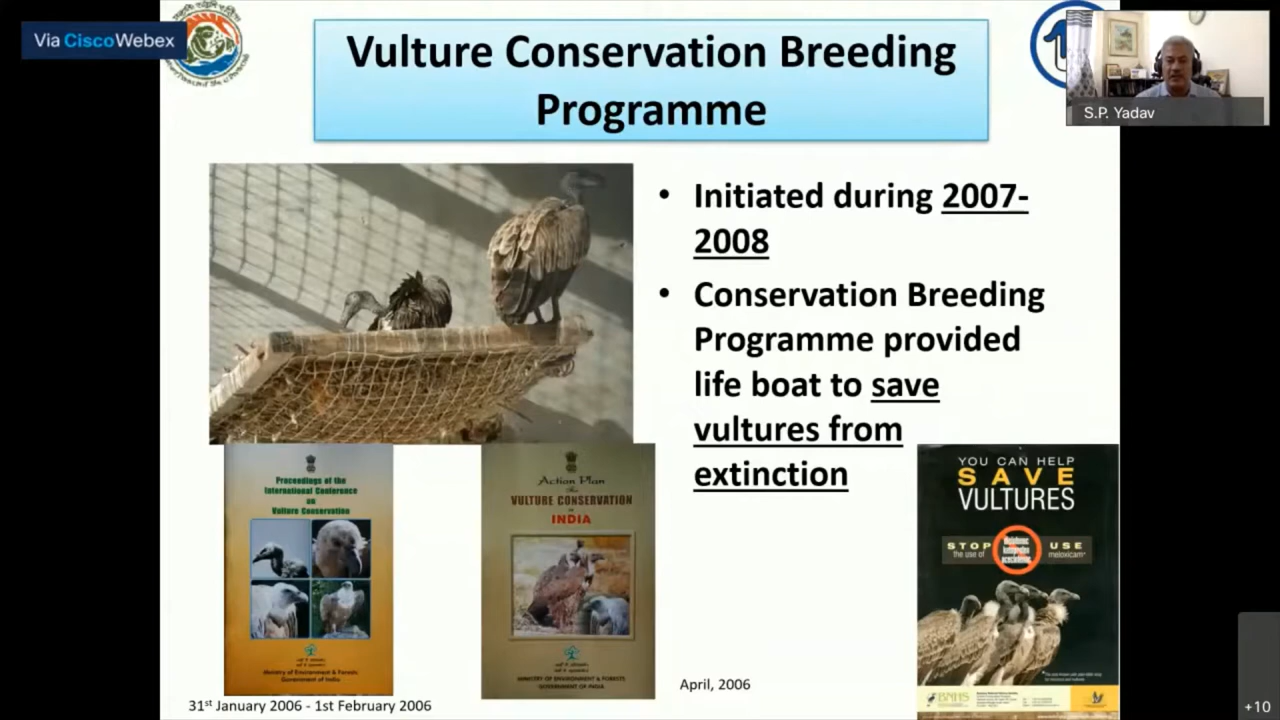 Via CiscoWebex
Vulture Conservation Breeding
Programme
S.P. Yadav
• Initiated during 2007-
2008
• Conservation Breeding
Programme provided
life boat to save
vultures from
extinction
Proceedings of the
International Conference
on
Vulture Conservation
Ministry of Environment & Forests
Government of India
31st January 2006 - 1st February 2006
Action Plan
for
VULTURE CONSERVATION
in
INDIA
MINISTRY OF ENVIRONMENT & FORESTS
GOVERNMENT OF INDIA
April, 2006
YOU CAN HELP
SAVE
VULTURES
STOP
the use of
USE
meloxicam*
BNHS
+10